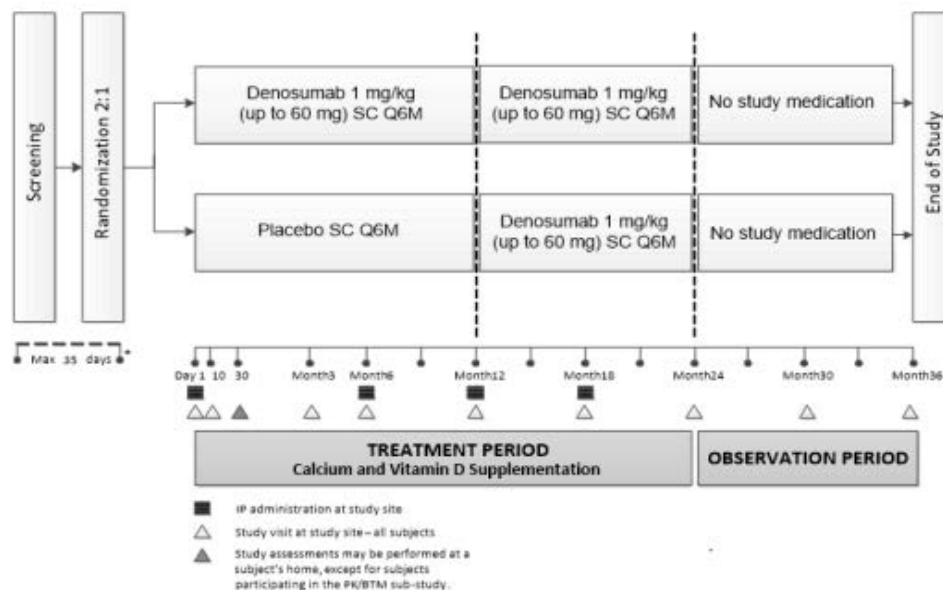 Screening
Randomization 2:1
Denosumab 1 mg/kg
(up to 60 mg) SC Q6M
Denosumab 1 mg/kg
(up to 60 mg) SC Q6M
No study medication
Placebo SC Q6M
Denosumab 1 mg/kg
(up to 60 mg) SC Q6M
No study medication
End of Study
Max 35 days *
Day 1 10 30 Month3 Month6 Month12 Month18 Month24 Month30 Month36
TREATMENT PERIOD
Calcium and Vitamin D Supplementation
OBSERVATION PERIOD
IP administration at study site
Study visit at study site – all subjects
Study assessments may be performed at a
subject's home, except for subjects
participating in the PK/BTM sub-study.